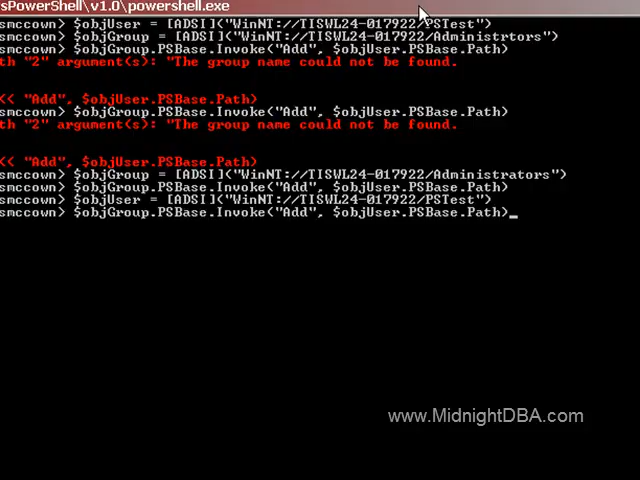 sPowerShell\v1.0\powershell.exe
smccown> $objUser = [ADSI]("WinNT://TISWL24-017922/PSTest")
smccown> $objGroup = [ADSI]("WinNT://TISWL24-017922/Administrtors")
smccown> $objGroup.PSBase.Invoke("Add", $objUser.PSBase.Path)
th "2" argument(s): "The group name could not be found.
<< "Add", $objUser.PSBase.Path)
smccown> $objGroup.PSBase.Invoke("Add", $objUser.PSBase.Path)
th "2" argument(s): "The group name could not be found.
<< "Add", $objUser.PSBase.Path)
smccown> $objGroup = [ADSI]("WinNT://TISWL24-017922/Administrators")
smccown> $objGroup.PSBase.Invoke("Add", $objUser.PSBase.Path)
smccown> $objUser = [ADSI]("WinNT://TISWL24-017922/PSTest")
smccown> $objGroup.PSBase.Invoke("Add", $objUser.PSBase.Path)_
www.MidnightDBA.com